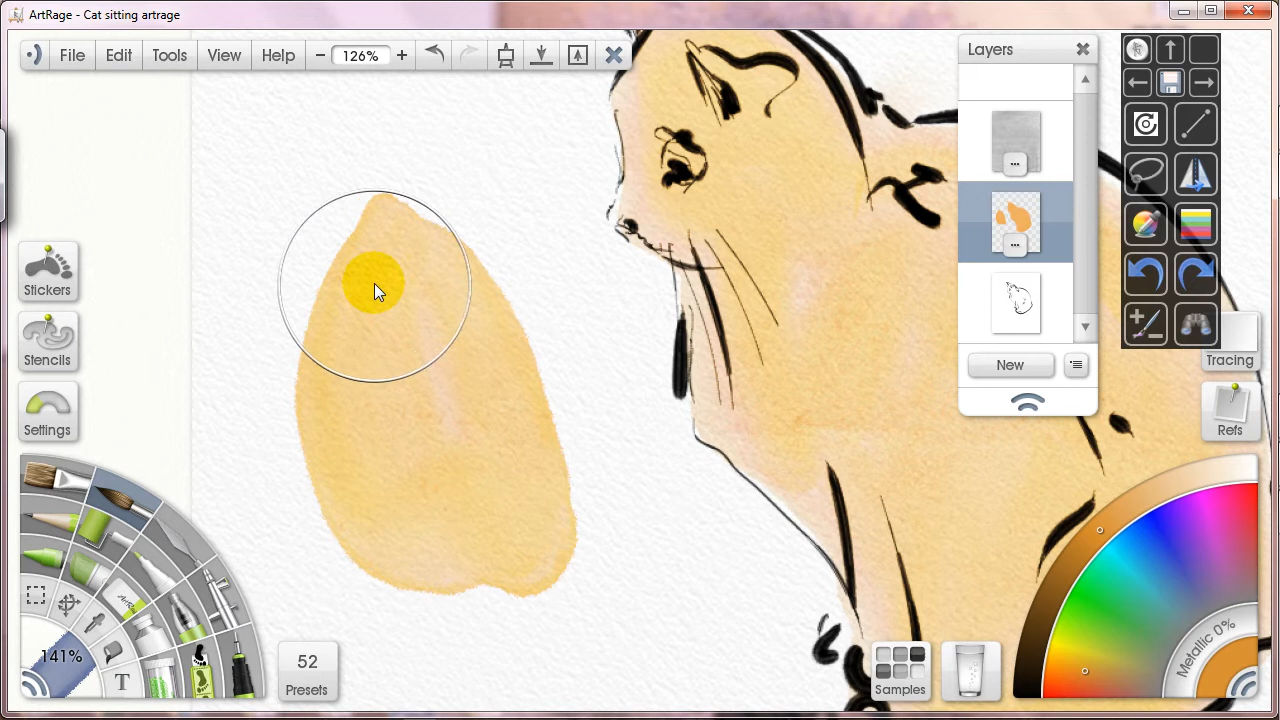 ArtRage - Cat sitting artrage
File Edit Tools View Help − 126% +
Layers
Stickers
Stencils
Settings
New
Tracing
Refs
141%
T
52
Presets
Samples
Metallic 0%